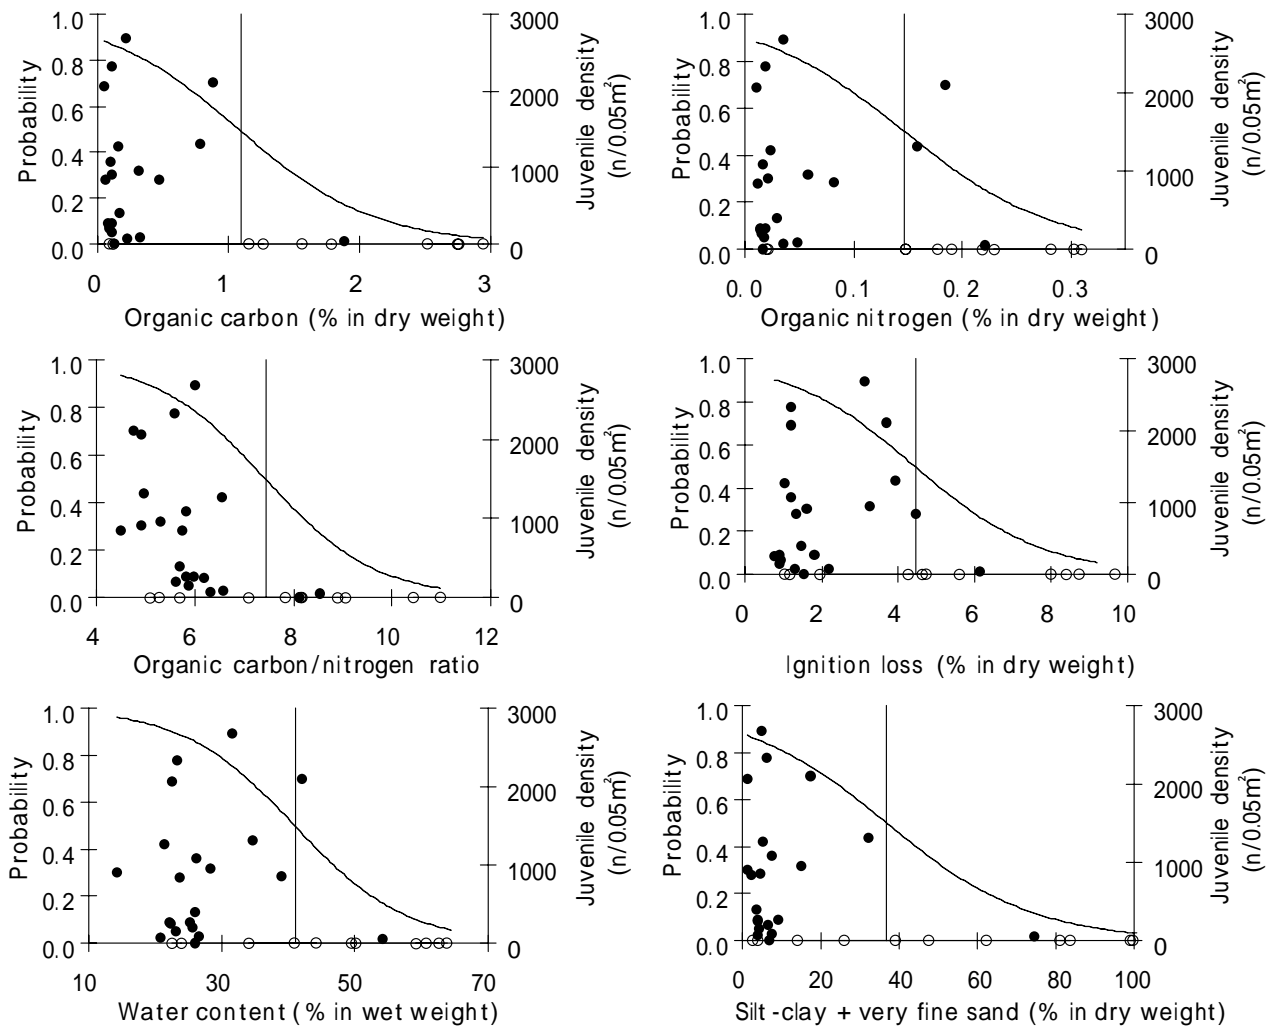 1.0
0.8
0.6
0.4
0.2
0.0
Probability
3000
2000
1000
0
Juvenile density
(n/0.05m²)
0 1 2 3
Organic carbon (% in dry weight)
1.0
0.8
0.6
0.4
0.2
0.0
Probability
3000
2000
1000
0
Juvenile density
(n/0.05m²)
0.0 0.1 0.2 0.3
Organic nitrogen (% in dry weight)
1.0
0.8
0.6
0.4
0.2
0.0
Probability
3000
2000
1000
0
Juvenile density
(n/0.05m²)
4 6 8 10 12
Organic carbon/nitrogen ratio
1.0
0.8
0.6
0.4
0.2
0.0
Probability
3000
2000
1000
0
Juvenile density
(n/0.05m²)
0 2 4 6 8 10
Ignition loss (% in dry weight)
1.0
0.8
0.6
0.4
0.2
0.0
Probability
3000
2000
1000
0
Juvenile density
(n/0.05m²)
10 30 50 70
Water content (% in wet weight)
1.0
0.8
0.6
0.4
0.2
0.0
Probability
3000
2000
1000
0
Juvenile density
(n/0.05m²)
0 20 40 60 80 100
Silt-clay + very fine sand (% in dry weight)